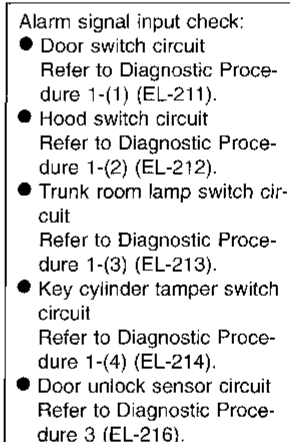 Alarm signal input check:
● Door switch circuit
Refer to Diagnostic Proce-
dure 1-(1) (EL-211).
● Hood switch circuit
Refer to Diagnostic Proce-
dure 1-(2) (EL-212).
● Trunk room lamp switch cir-
cuit
Refer to Diagnostic Proce-
dure 1-(3) (EL-213).
● Key cylinder tamper switch
circuit
Refer to Diagnostic Proce-
dure 1-(4) (EL-214).
● Door unlock sensor circuit
Refer to Diagnostic Proce-
dure 3 (EL-216).